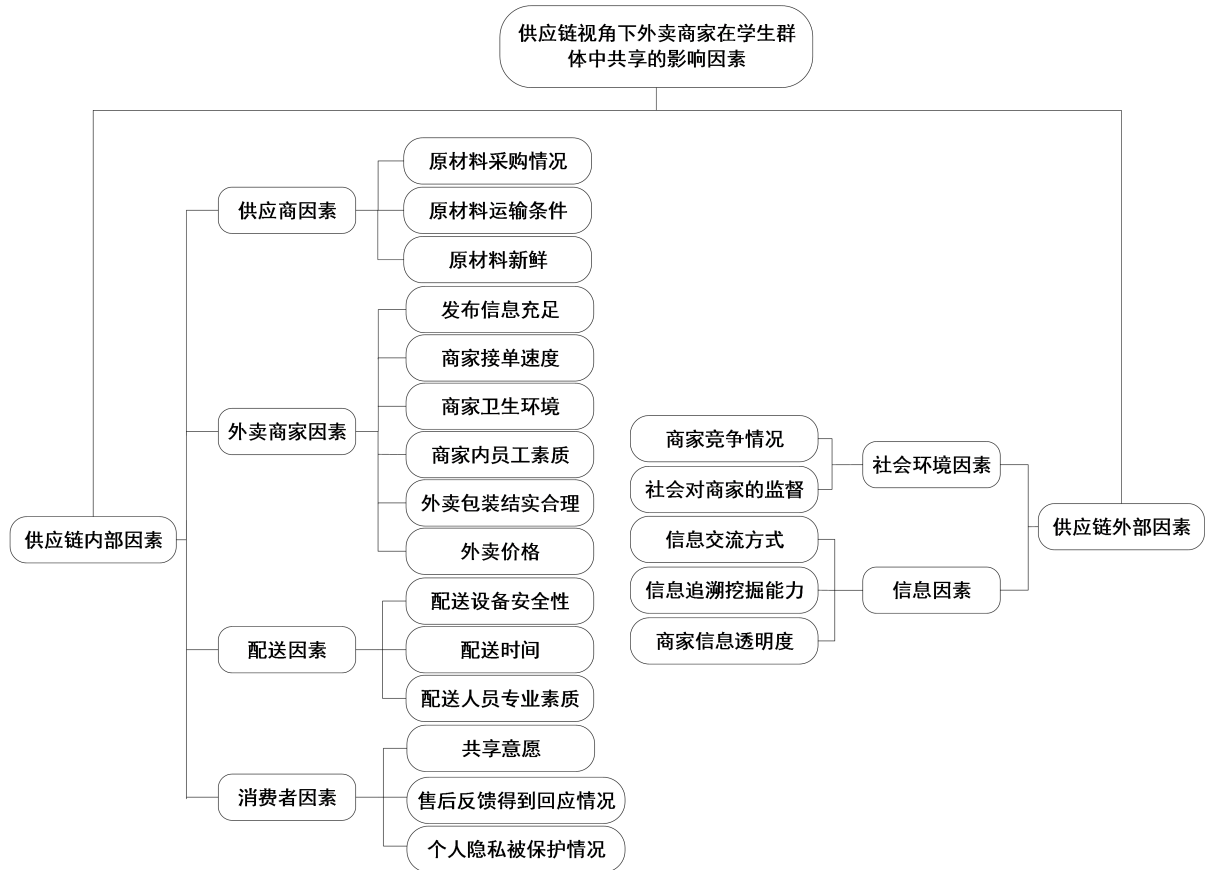 供应链视角下外卖商家在学生群
体中共享的影响因素
供应链内部因素
供应商因素
原材料采购情况
原材料运输条件
原材料新鲜
外卖商家因素
发布信息充足
商家接单速度
商家卫生环境
商家内员工素质
外卖包装结实合理
外卖价格
配送因素
配送设备安全性
配送时间
配送人员专业素质
消费者因素
共享意愿
售后反馈得到回应情况
个人隐私被保护情况
供应链外部因素
社会环境因素
商家竞争情况
社会对商家的监督
信息因素
信息交流方式
信息追溯挖掘能力
商家信息透明度